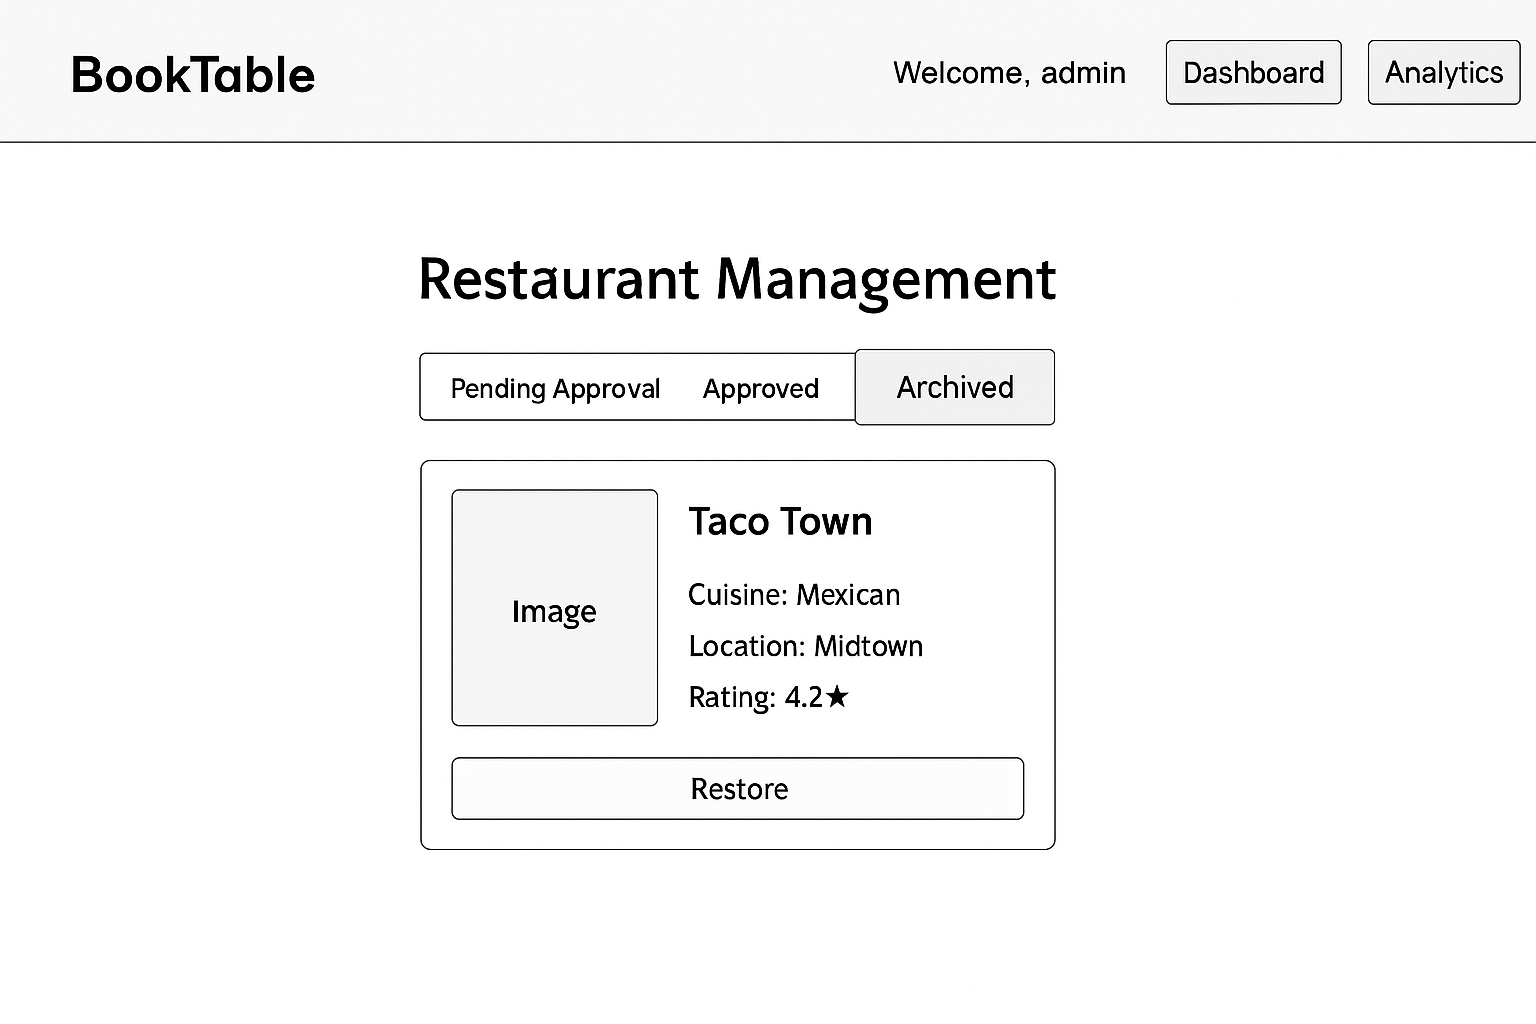 BookTable
Welcome, admin
Dashboard
Analytics
Restaurant Management
Pending Approval
Approved
Archived
Image
Taco Town
Cuisine: Mexican
Location: Midtown
Rating: 4.2★
Restore